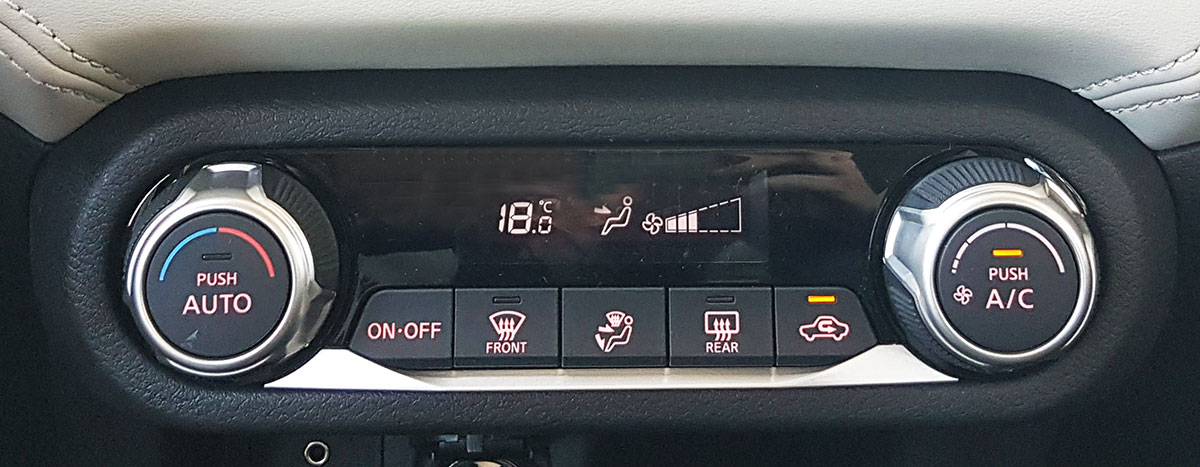 18.0 °C
PUSH
AUTO
ON·OFF
FRONT
REAR
PUSH
A/C